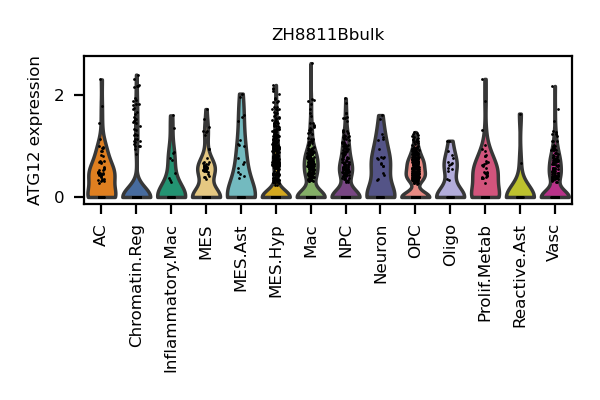 ZH8811Bbulk
ATG12 expression
2
0
AC
Chromatin.Reg
Inflammatory.Mac
MES
MES.Ast
MES.Hyp
Mac
NPC
Neuron
OPC
Oligo
Prolif.Metab
Reactive.Ast
Vasc